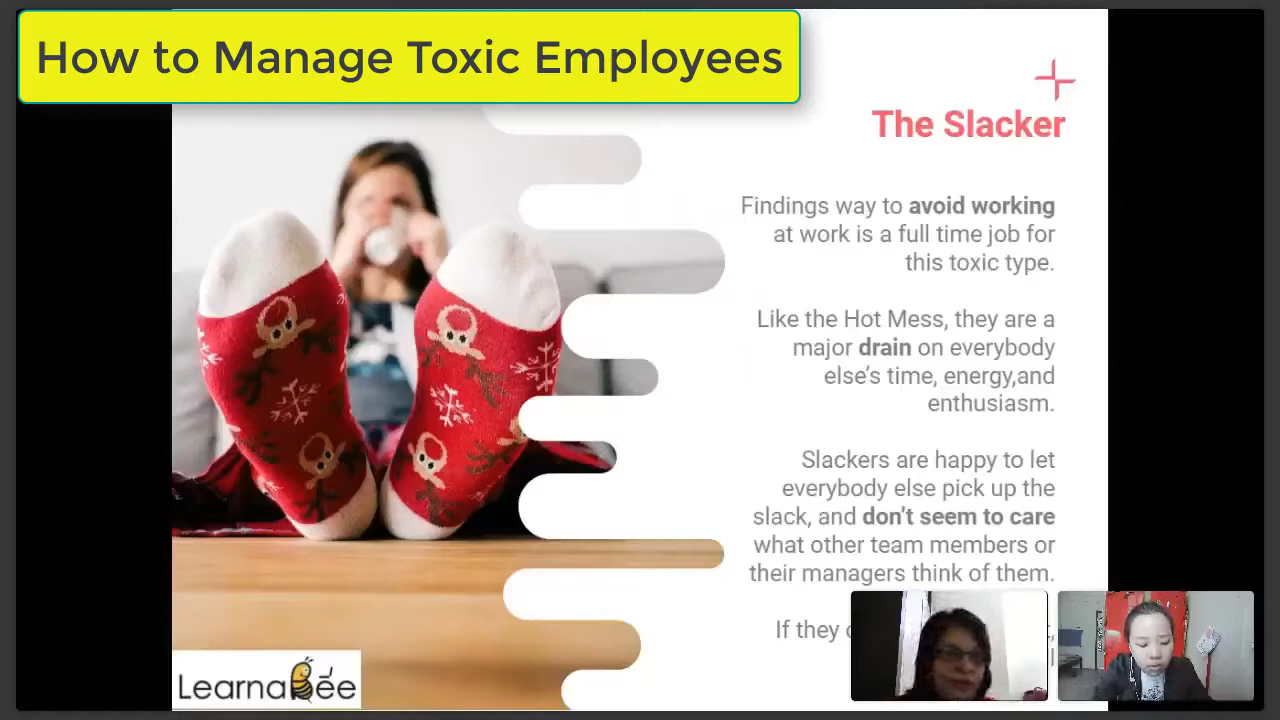 How to Manage Toxic Employees
The Slacker
Findings way to avoid working
at work is a full time job for
this toxic type.
Like the Hot Mess, they are a
major drain on everybody
else's time, energy,and
enthusiasm.
Slackers are happy to let
everybody else pick up the
slack, and don't seem to care
what other team members or
their managers think of them.
If they
LearnaBee